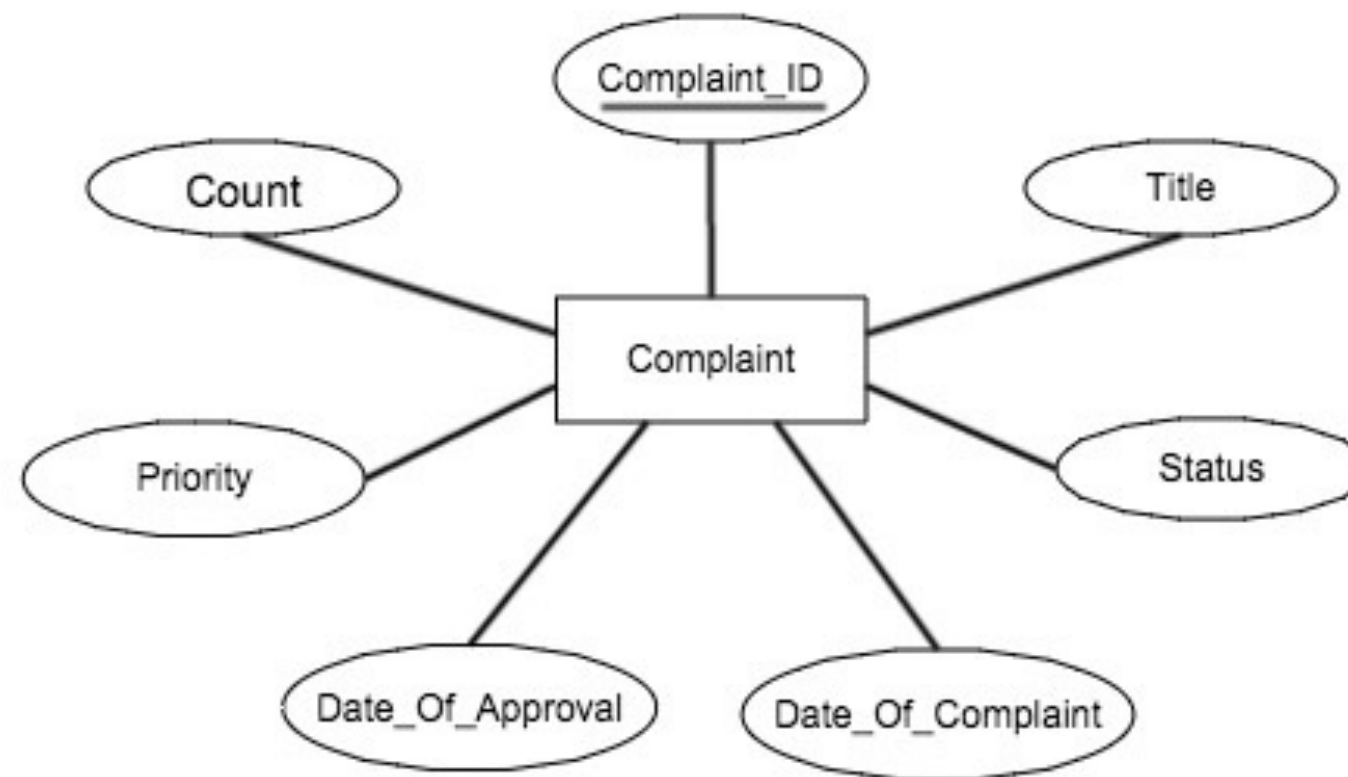 Complaint_ID
Count
Title
Complaint
Priority
Status
Date_Of_Approval
Date_Of_Complaint